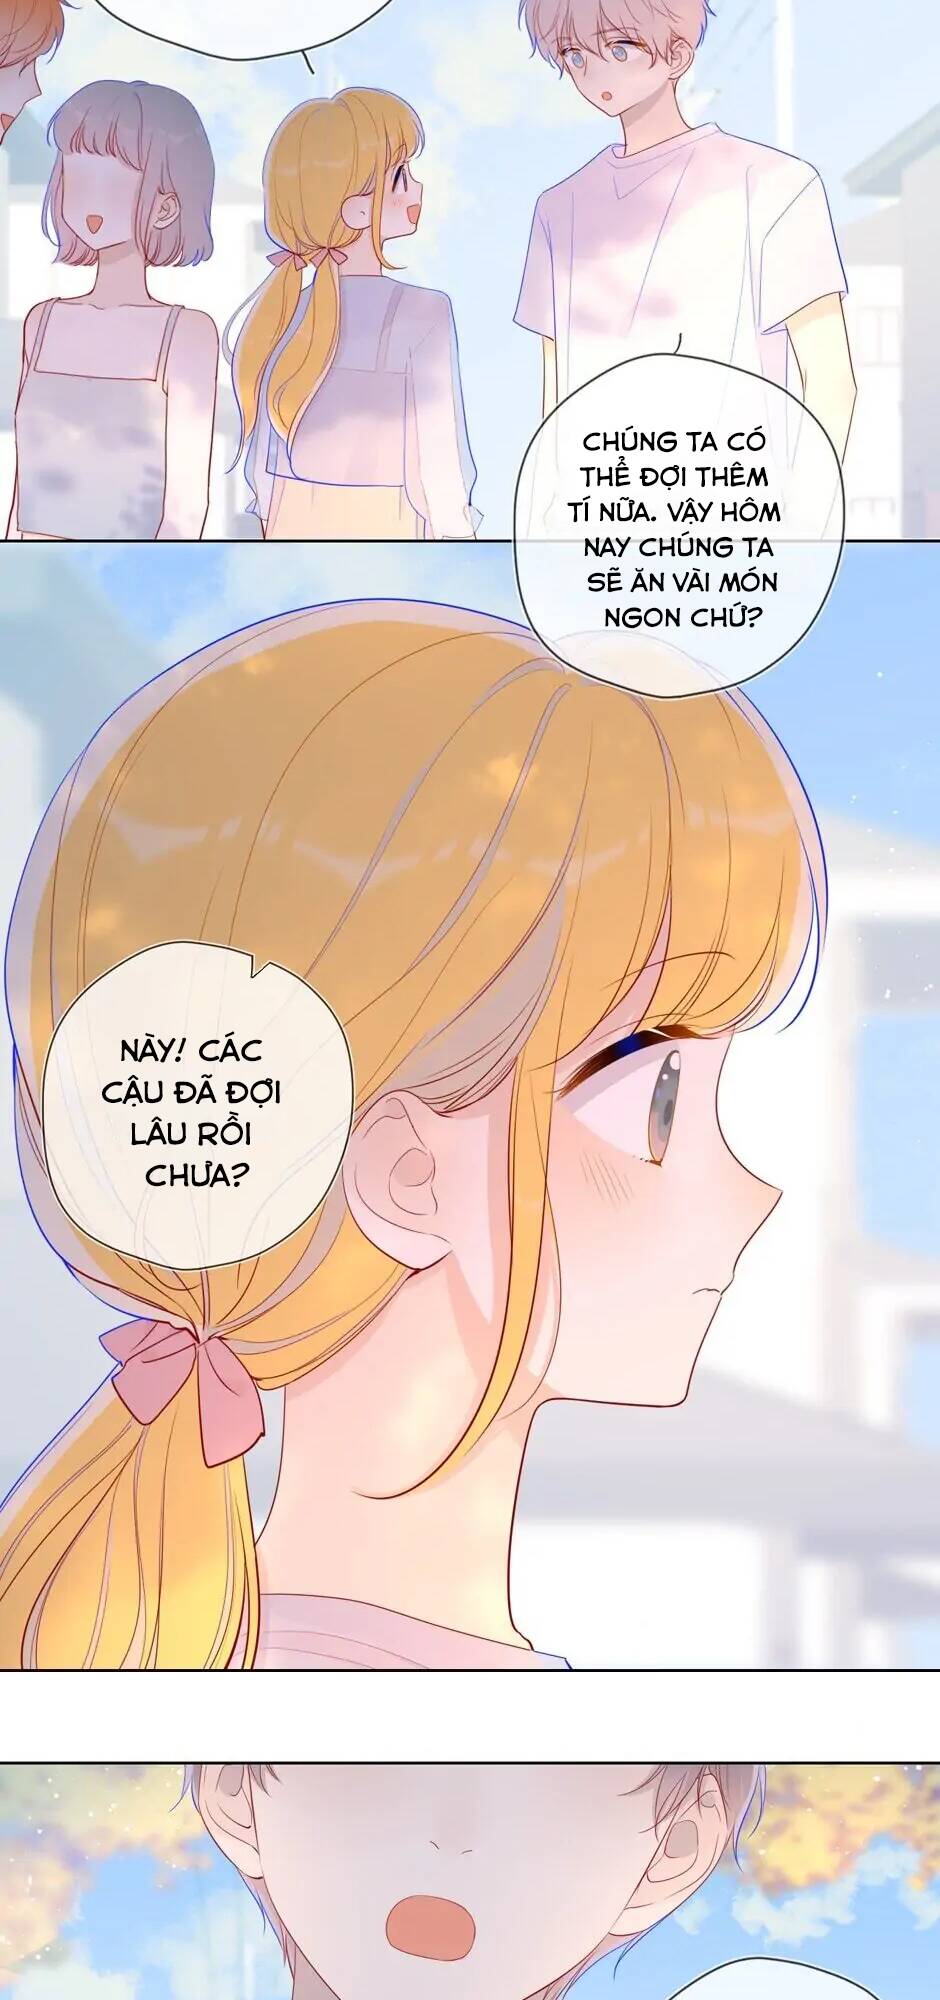 CHÚNG TA CÓ
THỂ ĐỢI THÊM
TÍ NỮA. VẬY HÔM
NAY CHÚNG TA
SẼ ĂN VÀI MÓN
NGON CHỨ?
NÀY! CÁC
CẬU ĐÃ ĐỢI
LÂU RỒI
CHƯA?